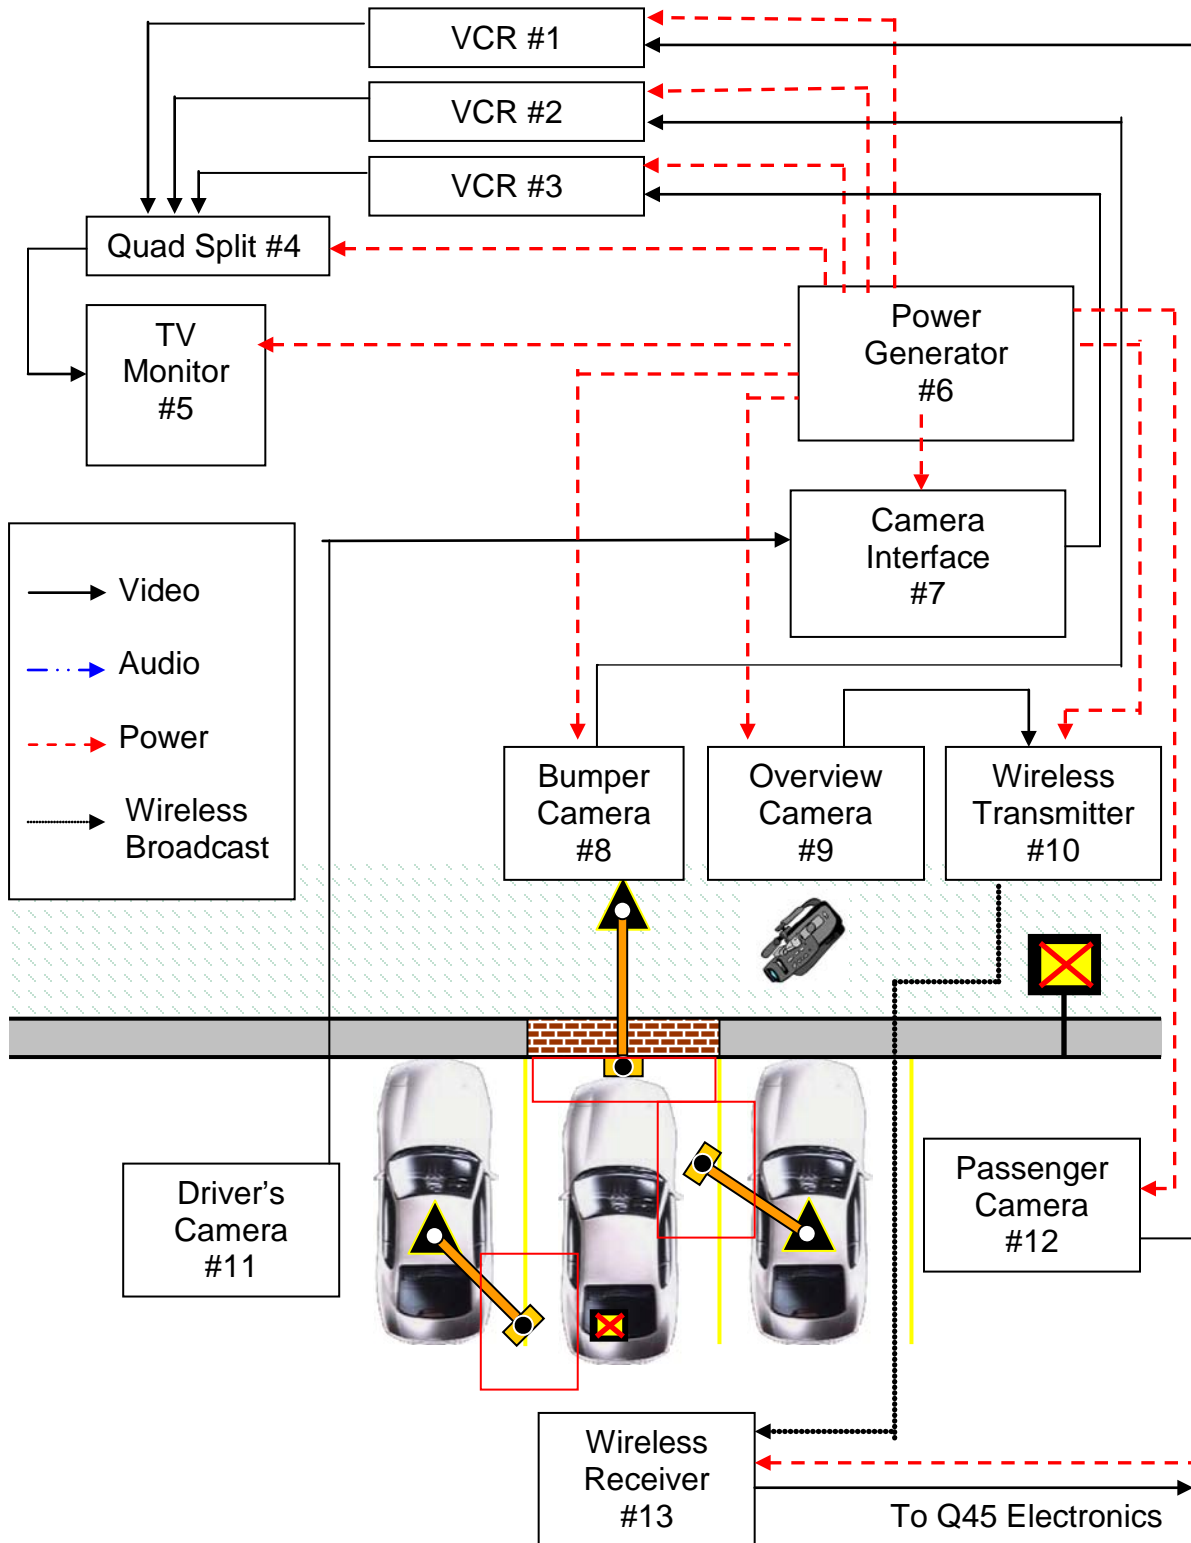 VCR #1
VCR #2
VCR #3
Quad Split #4
TV
Monitor
#5
Power
Generator
#6
Camera
Interface
#7
Video
Audio
Power
Wireless
Broadcast
Bumper
Camera
#8
Overview
Camera
#9
Wireless
Transmitter
#10
Driver’s
Camera
#11
Passenger
Camera
#12
Wireless
Receiver
#13
To Q45 Electronics